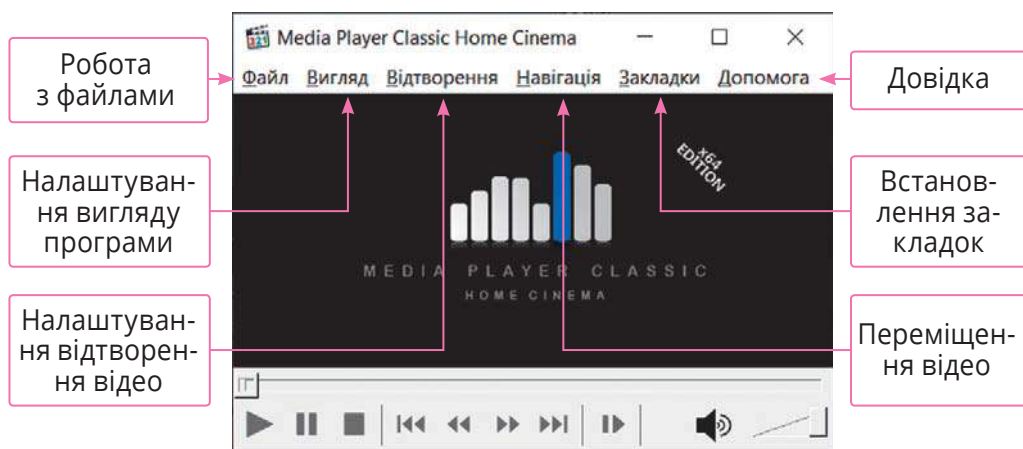 Media Player Classic Home Cinema
Файл Вигляд Відтворення Навігація Закладки Допомога
Робота
з файлами
Довідка
x64
EDITION
Налаштуван-
ня вигляду
програми
Встанов-
лення за-
кладок
MEDIA PLAYER CLASSIC
HOME CINEMA
Налаштуван-
ня відтворен-
ня відео
Переміщен-
ня відео